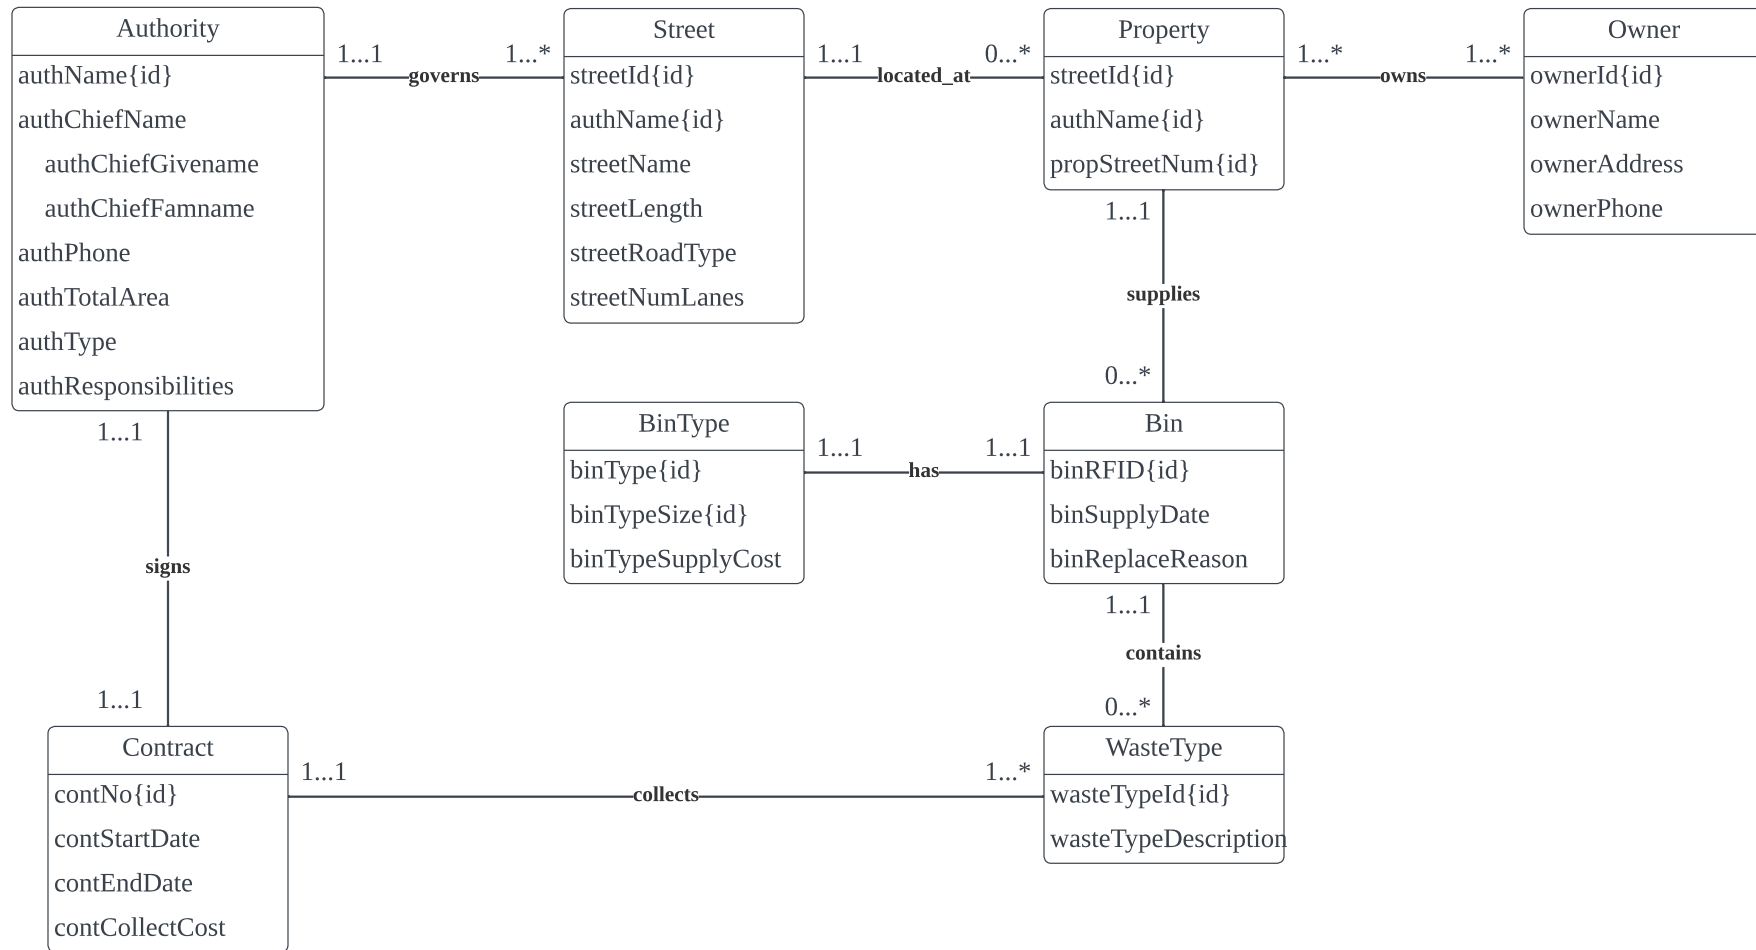 Authority
authName{id}
authChiefName
authChiefGivename
authChiefFamname
authPhone
authTotalArea
authType
authResponsibilities
1...1
governs
1...*
Street
streetId{id}
authName{id}
streetName
streetLength
streetRoadType
streetNumLanes
1...1
located_at
0...*
Property
streetId{id}
authName{id}
propStreetNum{id}
1...*
owns
1...*
Owner
ownerId{id}
ownerName
ownerAddress
ownerPhone
1...1
supplies
0...*
BinType
binType{id}
binTypeSize{id}
binTypeSupplyCost
1...1
has
1...1
Bin
binRFID{id}
binSupplyDate
binReplaceReason
1...1
signs
1...1
1...1
contains
0...*
Contract
contNo{id}
contStartDate
contEndDate
contCollectCost
1...1
collects
1...*
WasteType
wasteTypeId{id}
wasteTypeDescription